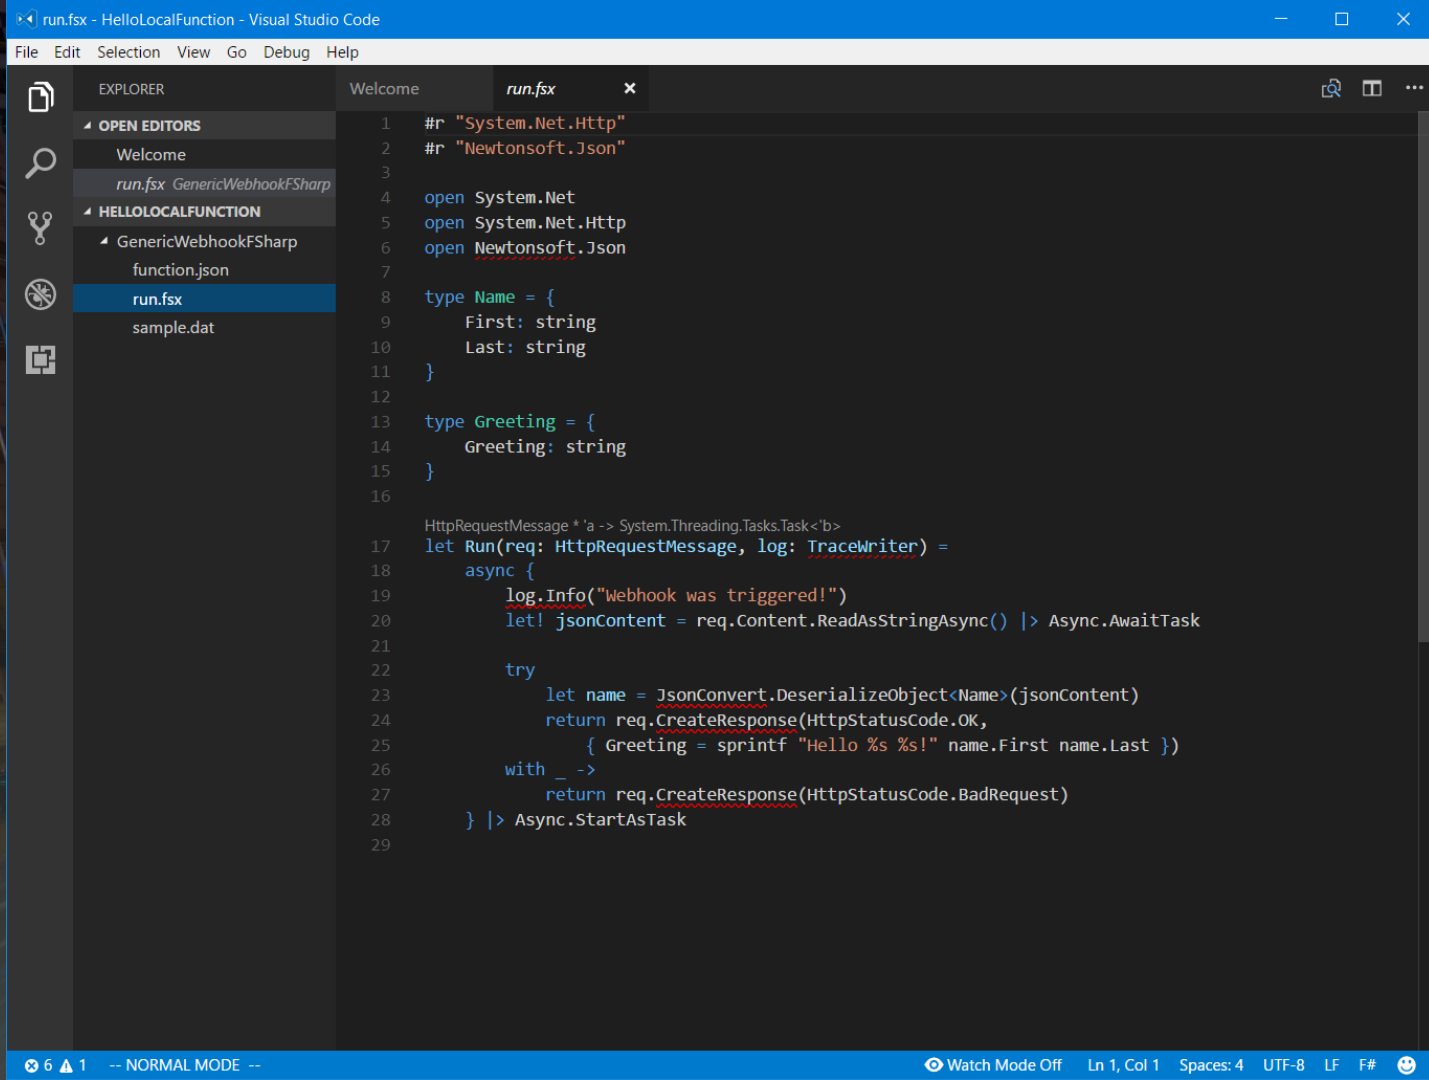 run.fsx - HelloLocalFunction - Visual Studio Code
File Edit Selection View Go Debug Help
EXPLORER
OPEN EDITORS
Welcome
run.fsx GenericWebhookFSharp
HELLOLOCALFUNCTION
GenericWebhookFSharp
function.json
run.fsx
sample.dat
Welcome run.fsx
1 #r "System.Net.Http"
2 #r "Newtonsoft.Json"
3
4 open System.Net
5 open System.Net.Http
6 open Newtonsoft.Json
7
8 type Name = {
9     First: string
10     Last: string
11 }
12
13 type Greeting = {
14     Greeting: string
15 }
16
HttpRequestMessage * 'a -> System.Threading.Tasks.Task<'b>
17 let Run(req: HttpRequestMessage, log: TraceWriter) =
18     async {
19         log.Info("Webhook was triggered!")
20         let! jsonContent = req.Content.ReadAsStringAsync() |> Async.AwaitTask
21
22         try
23             let name = JsonConvert.DeserializeObject<Name>(jsonContent)
24             return req.CreateResponse(HttpStatusCode.OK,
25                 { Greeting = sprintf "Hello %s %s!" name.First name.Last })
26         with _ ->
27             return req.CreateResponse(HttpStatusCode.BadRequest)
28     } |> Async.StartAsTask
29
6 1 -- NORMAL MODE -- Watch Mode Off Ln 1, Col 1 Spaces: 4 UTF-8 LF F#